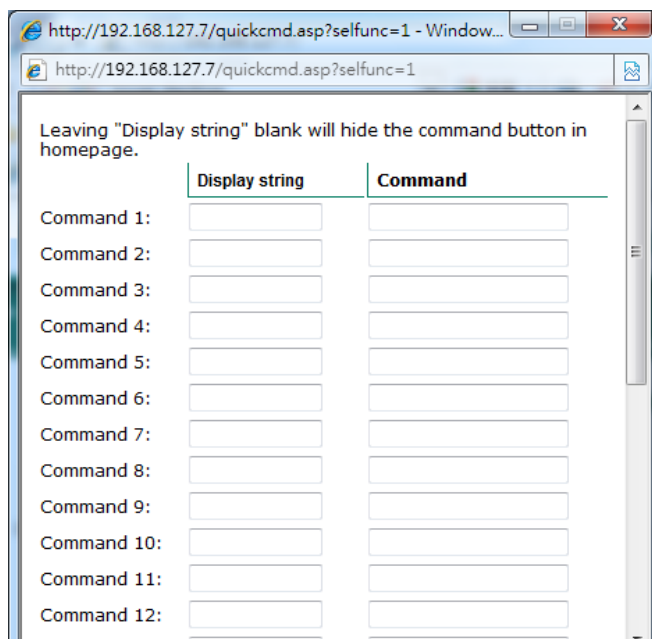 http://192.168.127.7/quickcmd.asp?selfunc=1 - Window...
http://192.168.127.7/quickcmd.asp?selfunc=1
Leaving "Display string" blank will hide the command button in
homepage.
Display string Command
Command 1:
Command 2:
Command 3:
Command 4:
Command 5:
Command 6:
Command 7:
Command 8:
Command 9:
Command 10:
Command 11:
Command 12: